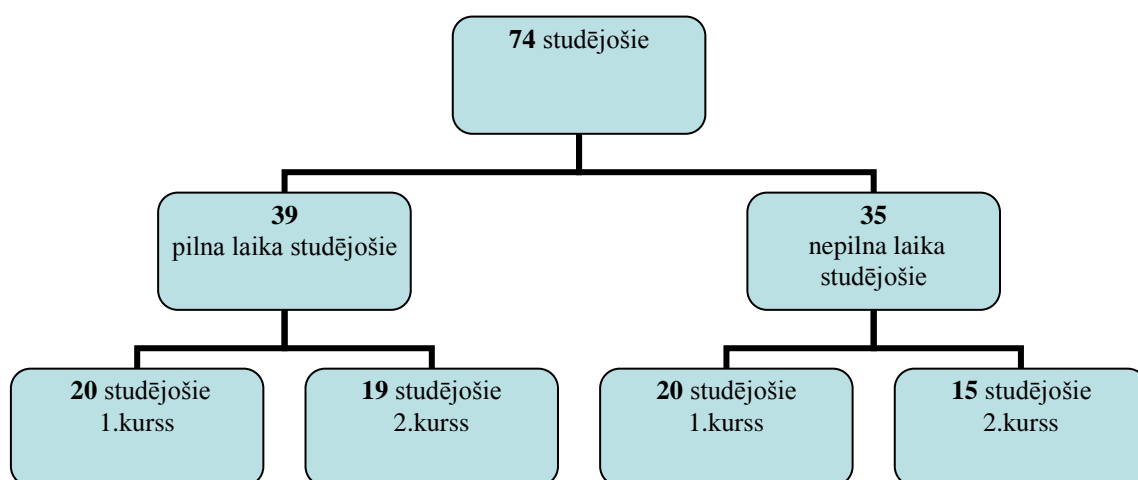 74 studējošie
39
pilna laika studējošie
35
nepilna laika
studējošie
20 studējošie
1.kurss
19 studējošie
2.kurss
20 studējošie
1.kurss
15 studējošie
2.kurss